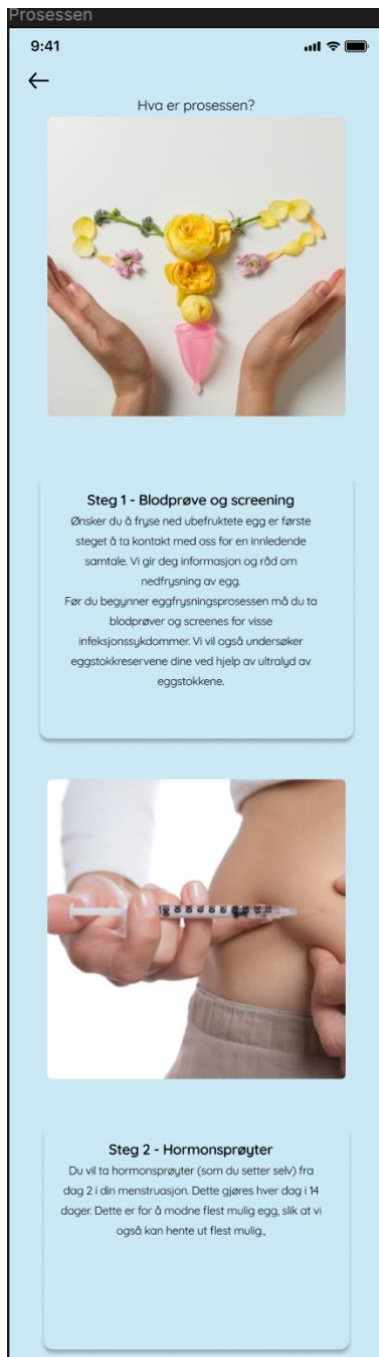 Prosessen
9:41
Hva er prosessen?
Steg 1 - Blodprøve og screening
Ønsker du å fryse ned ubefruktete egg er første
steget å ta kontakt med oss for en innledende
samtale. Vi gir deg informasjon og råd om
nedfrysning av egg.
Før du begynner eggfrysningsprosessen må du ta
blodprøver og screenes for visse
infeksjonssykdommer. Vi vil også undersøker
eggstokkreservene dine ved hjelp av ultralyd av
eggstokkene.
Steg 2 - Hormonsprøyter
Du vil ta hormonsprøyter (som du setter selv) fra
dag 2 i din menstruasjon. Dette gjøres hver dag i 14
dager. Dette er for å modne flest mulig egg, slik at vi
også kan hente ut flest mulig.,